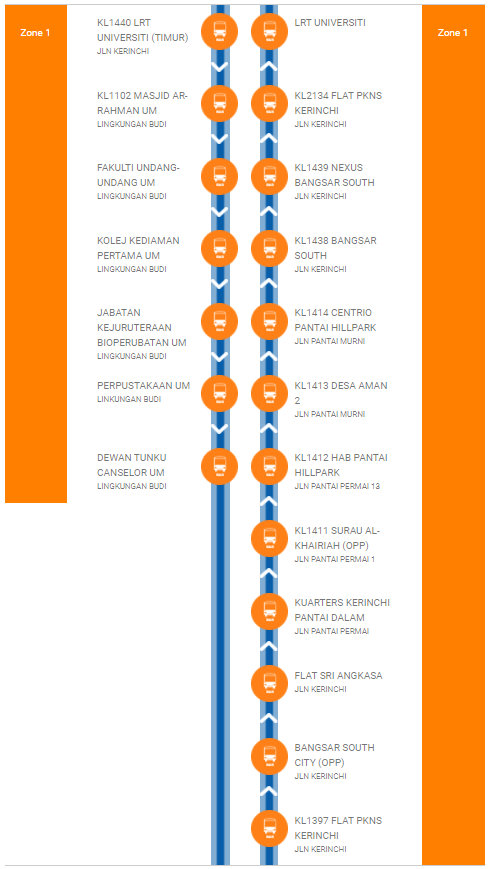 Zone 1
KL1440 LRT
UNIVERSITI (TIMUR)
JLN KERINCHI
KL1102 MASJID AR-
RAHMAN UM
LINGKUNGAN BUDI
FAKULTI UNDANG-
UNDANG UM
LINGKUNGAN BUDI
KOLEJ KEDIAMAN
PERTAMA UM
LINGKUNGAN BUDI
JABATAN
KEJURUTERAAN
BIOPERUBATAN UM
LINGKUNGAN BUDI
PERPUSTAKAAN UM
LINKUNGAN BUDI
DEWAN TUNKU
CANSELOR UM
LINGKUNGAN BUDI
LRT UNIVERSITI
KL2134 FLAT PKNS
KERINCHI
JLN KERINCHI
KL1439 NEXUS
BANGSAR SOUTH
JLN KERINCHI
KL1438 BANGSAR
SOUTH
JLN KERINCHI
KL1414 CENTRIO
PANTAI HILLPARK
JLN PANTAI MURNI
KL1413 DESA AMAN
2
JLN PANTAI MURNI
KL1412 HAB PANTAI
HILLPARK
JLN PANTAI PERMAI 13
KL1411 SURAU AL-
KHAIRIAH (OPP)
JLN PANTAI PERMAI 1
KUARTERS KERINCHI
PANTAI DALAM
JLN PANTAI PERMAI
FLAT SRI ANGKASA
JLN KERINCHI
BANGSAR SOUTH
CITY (OPP)
JLN KERINCHI
KL1397 FLAT PKNS
KERINCHI
JLN KERINCHI
Zone 1